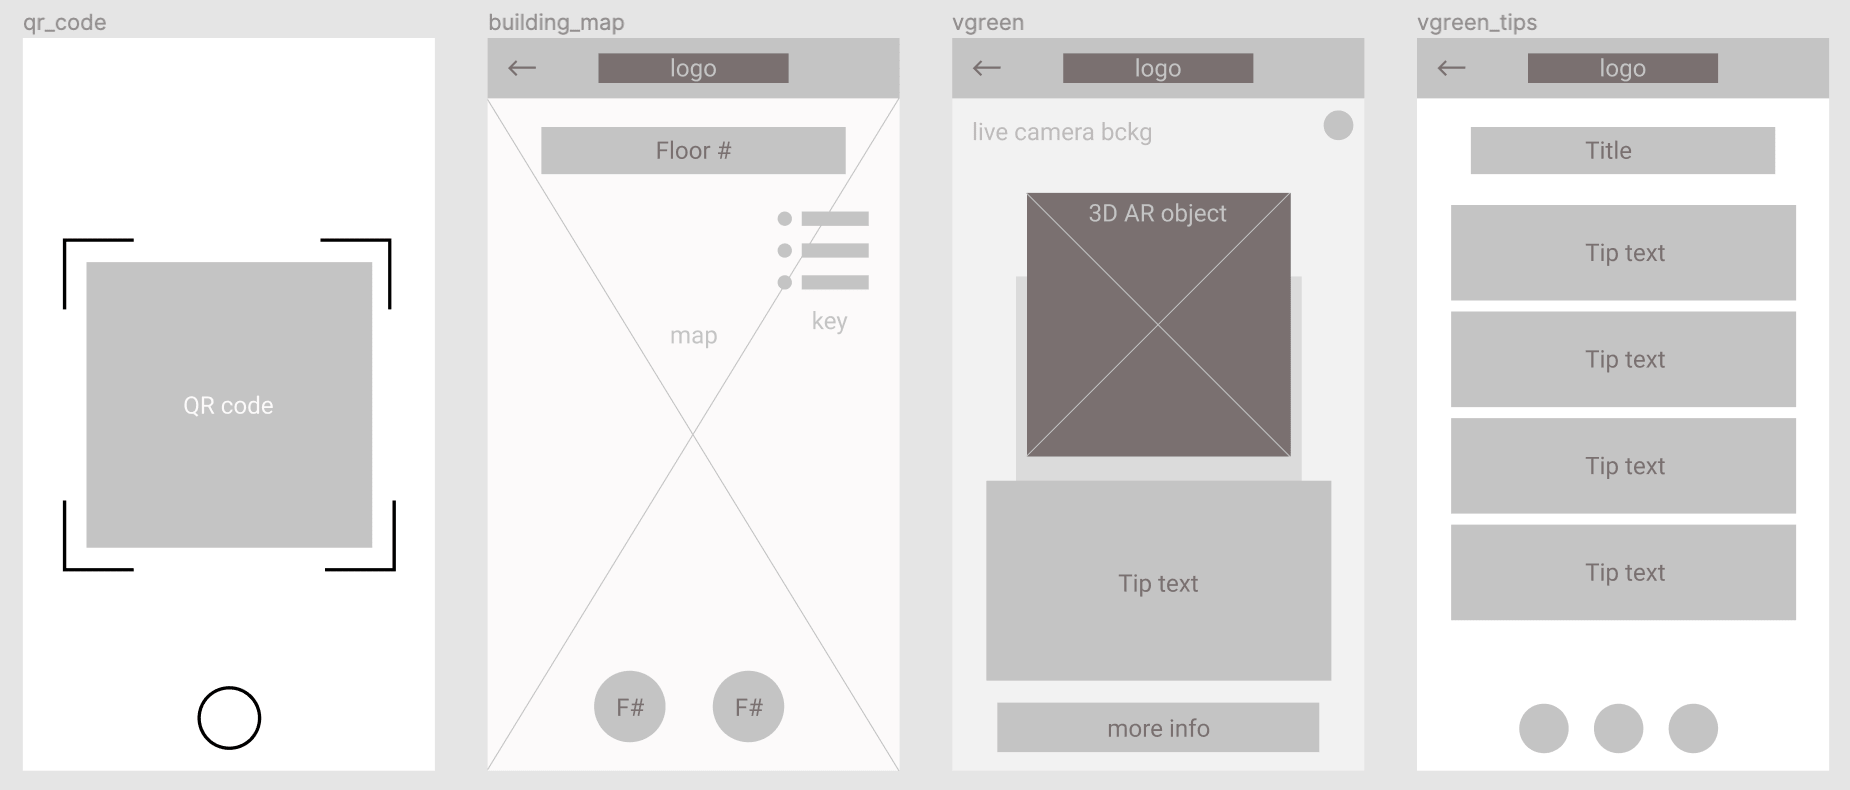 qr_code
QR code
building_map
logo
Floor #
key
map
F#
F#
vgreen
logo
live camera bckg
3D AR object
Tip text
more info
vgreen_tips
logo
Title
Tip text
Tip text
Tip text
Tip text